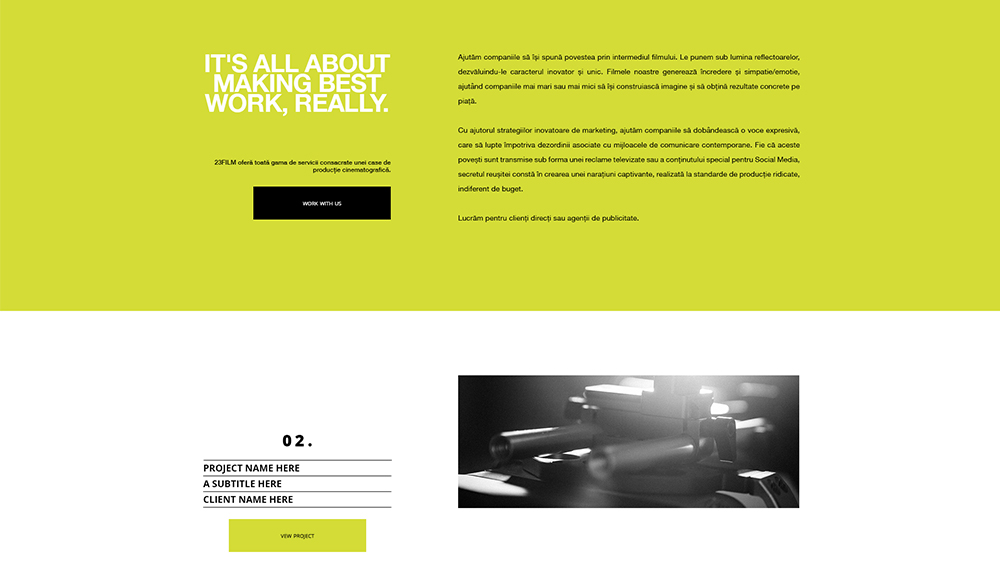 IT'S ALL ABOUT
MAKING BEST
WORK, REALLY.
23FILM oferă toată gama de servicii consacrate unei case de
producție cinematografică.
WORK WITH US
Ajutăm companiile să își spună povestea prin intermediul filmului. Le punem sub lumina reflectoarelor,
dezvăluindu-le caracterul inovator și unic. Filmele noastre generează încredere și simpatie/emotie,
ajutând companiile mai mari sau mai mici să își construiască imagine și să obțină rezultate concrete pe
piață.
Cu ajutorul strategiilor inovatoare de marketing, ajutăm companiile să dobândească o voce expresivă,
care să lupte împotriva dezordinii asociate cu mijloacele de comunicare contemporane. Fie că aceste
povești sunt transmise sub forma unei reclame televizate sau a conținutului special pentru Social Media,
secretul reușitei constă în crearea unei narațiuni captivante, realizată la standarde de producție ridicate,
indiferent de buget.
Lucrăm pentru clienți direcți sau agenții de publicitate.
02.
PROJECT NAME HERE
A SUBTITLE HERE
CLIENT NAME HERE
VEW PROJECT